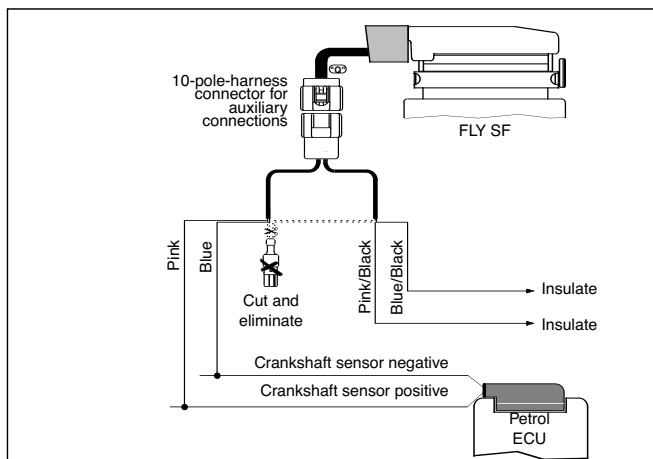 10-pole-harness
connector for
auxiliary
connections
FLY SF
Pink
Blue
Cut and
eliminate
Pink/Black
Blue/Black
Insulate
Insulate
Crankshaft sensor negative
Crankshaft sensor positive
Petrol
ECU